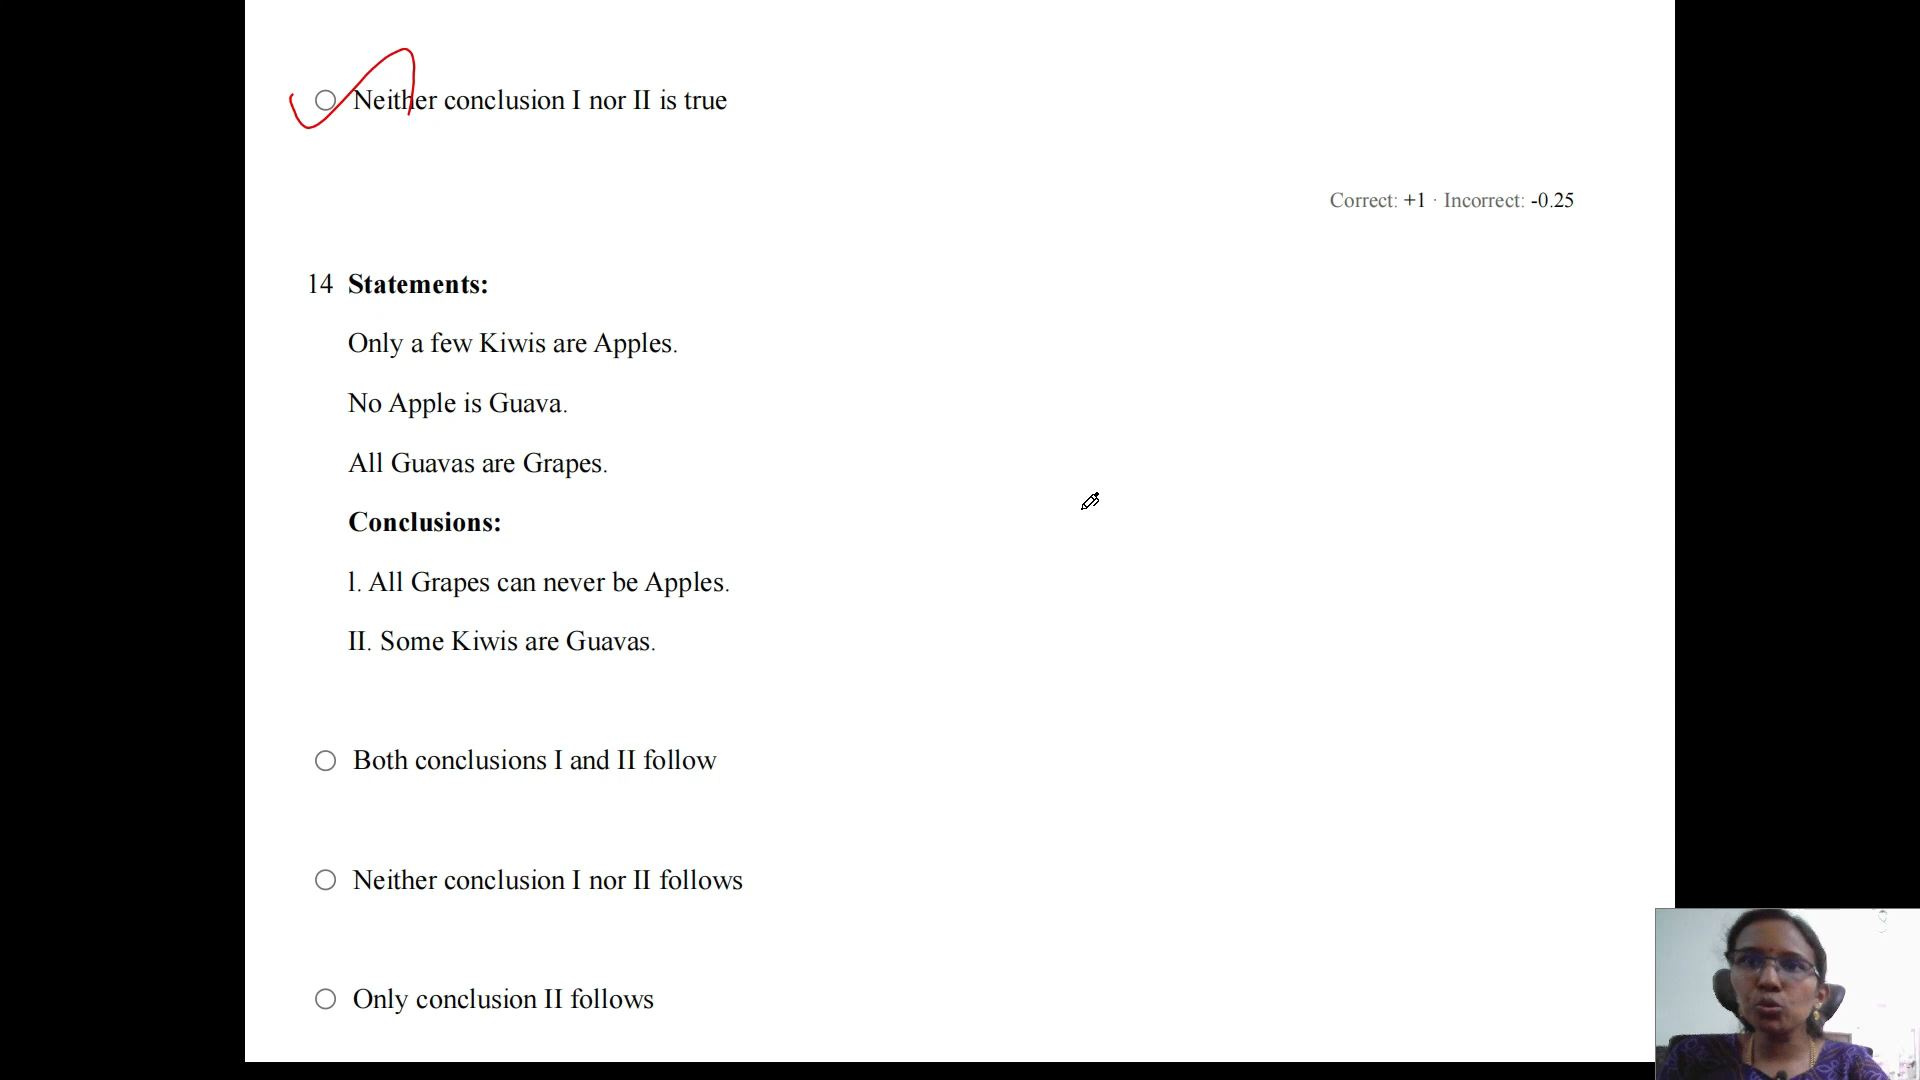 Neither conclusion I nor II is true
Correct: +1 · Incorrect: -0.25
14 Statements:
Only a few Kiwis are Apples.
No Apple is Guava.
All Guavas are Grapes.
Conclusions:
l. All Grapes can never be Apples.
II. Some Kiwis are Guavas.
Both conclusions I and II follow
Neither conclusion I nor II follows
Only conclusion II follows